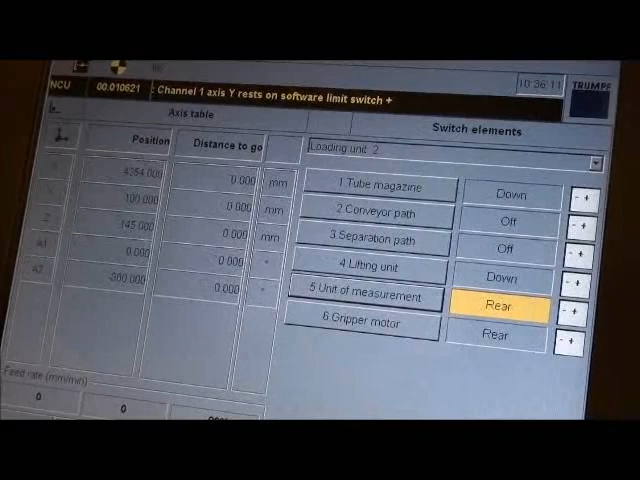 10:36:11
TRUMPF
NCU 00.010621 : Channel 1 axis Y rests on software limit switch +
Axis table
Switch elements
Position Distance to go
Loading unit 2
4354.000 0.000 mm
1.Tube magazine Down - +
100.000 0.000 mm
2.Conveyor path Off - +
Z 145.000 0.000 mm
3.Separation path Off - +
A1 0.000 0.000 °
4.Lifting unit Down - +
-360.000 0.000 °
5.Unit of measurement Rear - +
6.Gripper motor Rear - +
Feed rate (mm/min)
0 0